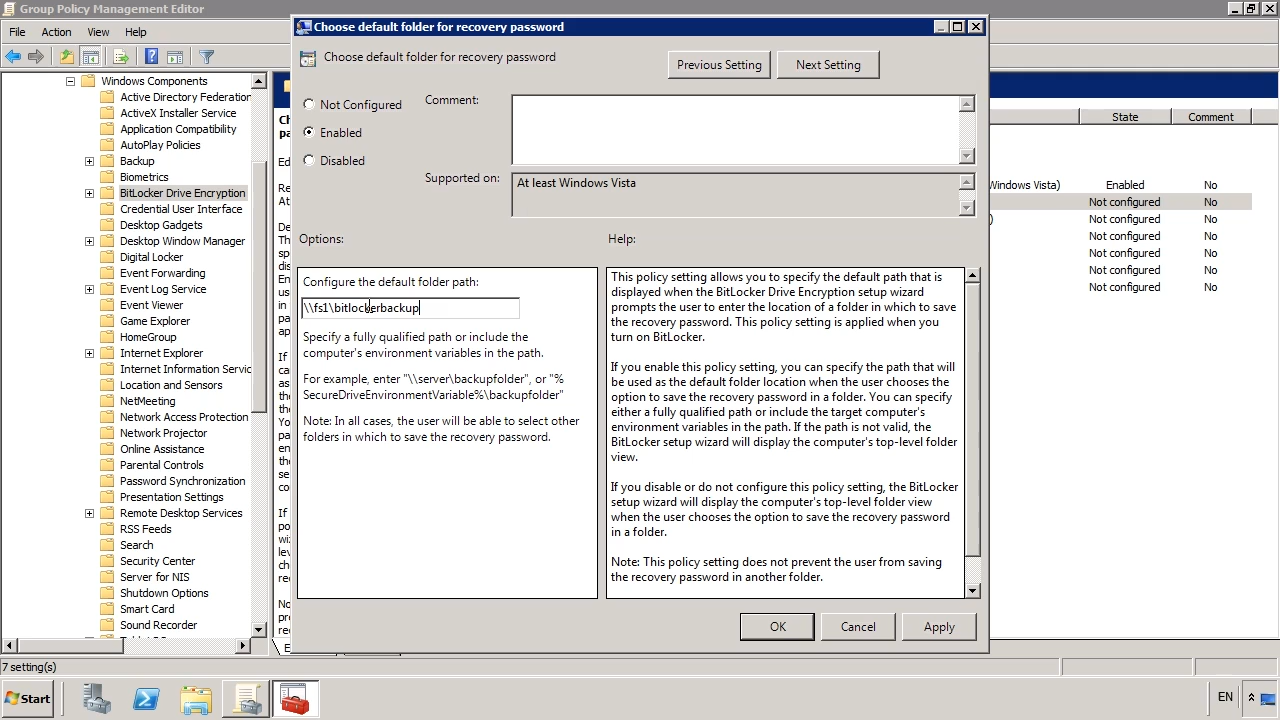 Group Policy Management Editor
File Action View Help
Windows Components
Active Directory Federation
ActiveX Installer Service
Application Compatibility
AutoPlay Policies
Backup
Biometrics
BitLocker Drive Encryption
Credential User Interface
Desktop Gadgets
Desktop Window Manager
Digital Locker
Event Forwarding
Event Log Service
Event Viewer
Game Explorer
HomeGroup
Internet Explorer
Internet Information Servic
Location and Sensors
NetMeeting
Network Access Protection
Network Projector
Online Assistance
Parental Controls
Password Synchronization
Presentation Settings
Remote Desktop Services
RSS Feeds
Search
Security Center
Server for NIS
Shutdown Options
Smart Card
Sound Recorder
Choose default folder for recovery password
Choose default folder for recovery password
Previous Setting
Next Setting
Not Configured
Enabled
Disabled
Comment:
Supported on:
At least Windows Vista
Options:
Help:
Configure the default folder path:
\\fs1\bitlockerbackup
Specify a fully qualified path or include the
computer's environment variables in the path.
For example, enter "\\server\backupfolder", or "%
SecureDriveEnvironmentVariable%\backupfolder"
Note: In all cases, the user will be able to select other
folders in which to save the recovery password.
This policy setting allows you to specify the default path that is
displayed when the BitLocker Drive Encryption setup wizard
prompts the user to enter the location of a folder in which to save
the recovery password. This policy setting is applied when you
turn on BitLocker.
If you enable this policy setting, you can specify the path that will
be used as the default folder location when the user chooses the
option to save the recovery password in a folder. You can specify
either a fully qualified path or include the target computer's
environment variables in the path. If the path is not valid, the
BitLocker setup wizard will display the computer's top-level folder
view.
If you disable or do not configure this policy setting, the BitLocker
setup wizard will display the computer's top-level folder view
when the user chooses the option to save the recovery password
in a folder.
Note: This policy setting does not prevent the user from saving
the recovery password in another folder.
OK
Cancel
Apply
State Comment
Windows Vista) Enabled No
Not configured No
) Not configured No
Not configured No
Not configured No
Not configured No
Not configured No
7 setting(s)
Start
EN